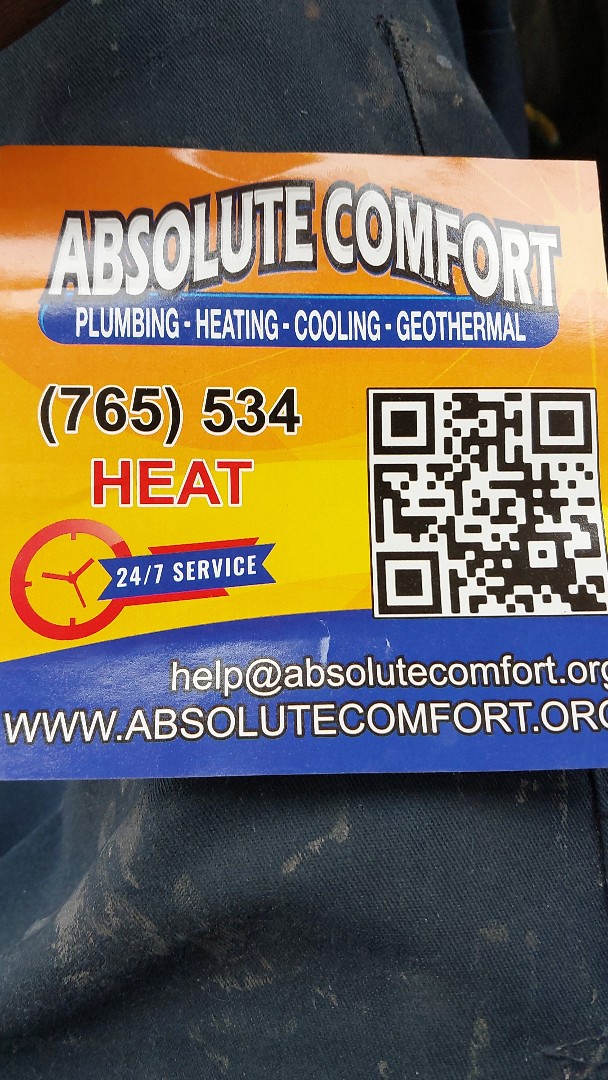 ABSOLUTE COMFORT
PLUMBING - HEATING - COOLING - GEOTHERMAL
(765) 534
HEAT
24/7 SERVICE
help@absolutecomfort.org
WWW.ABSOLUTECOMFORT.ORG